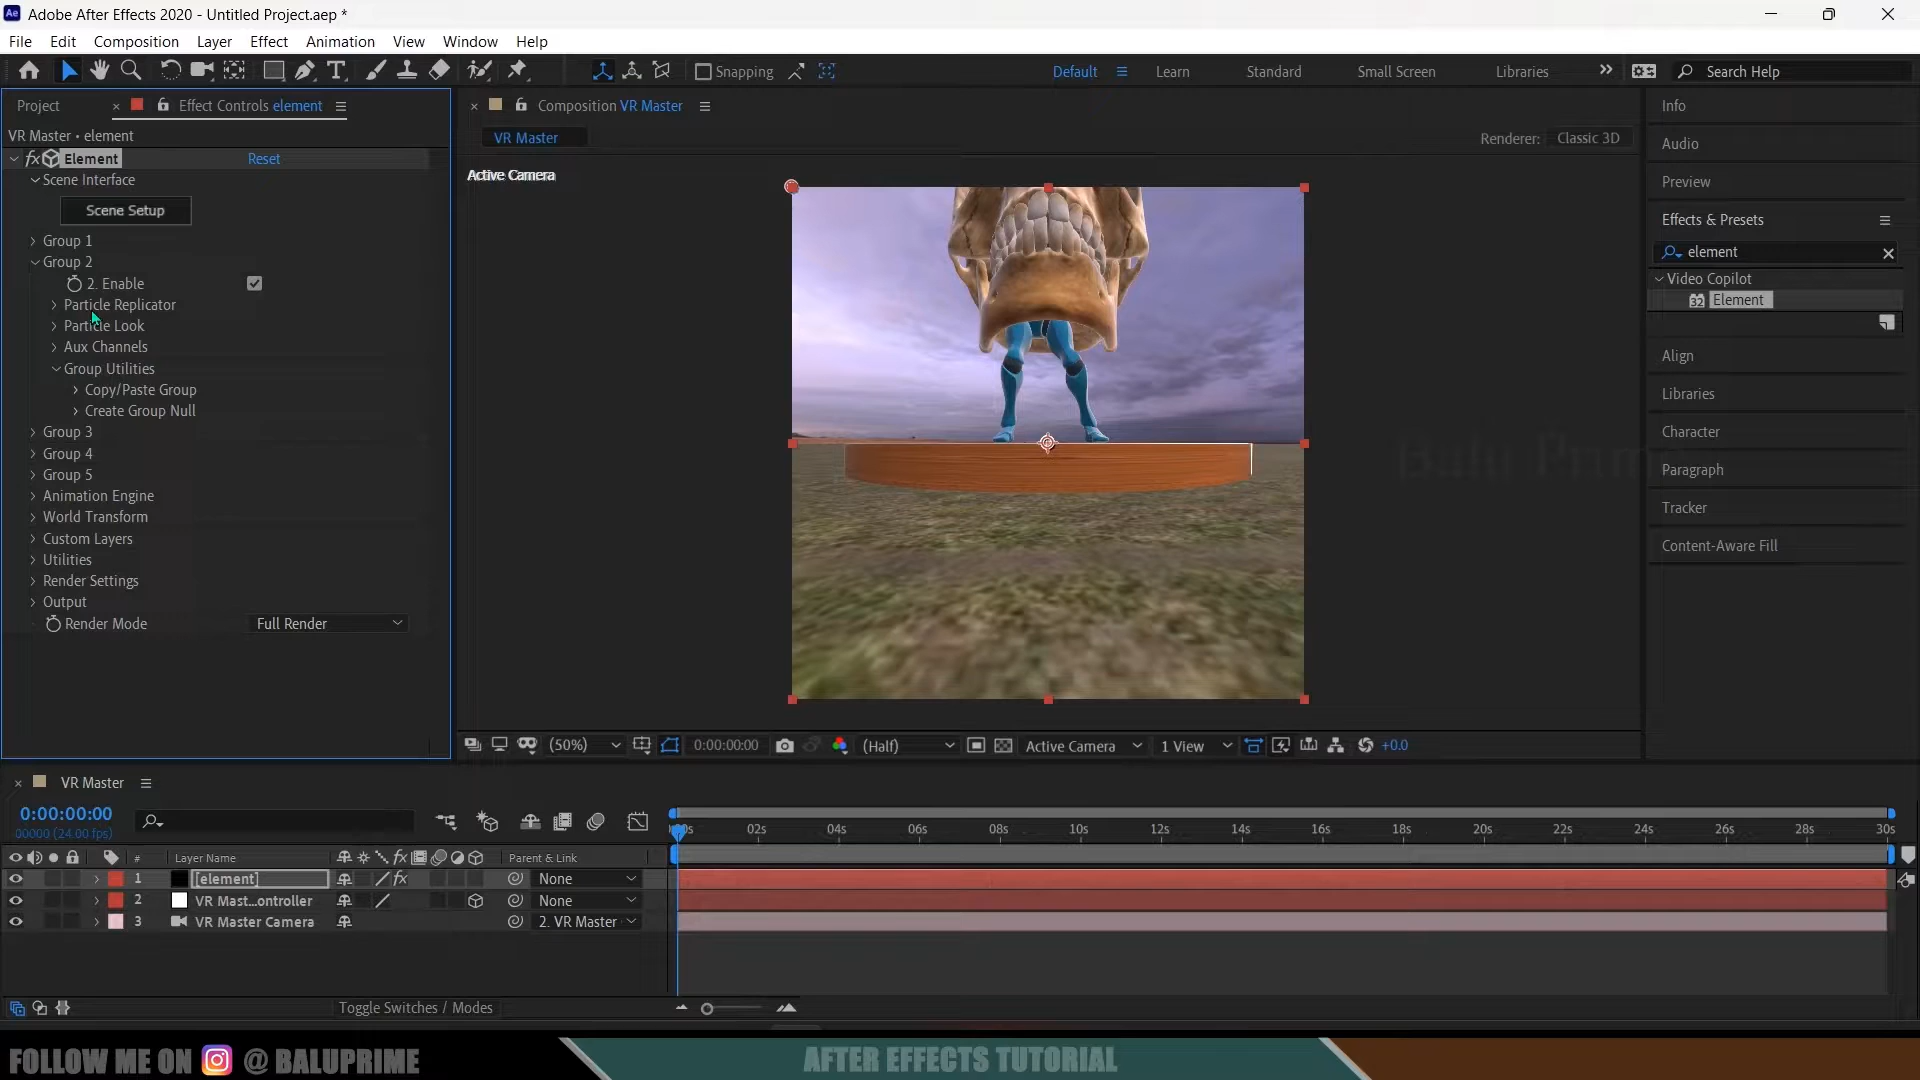 Adobe After Effects 2020 - Untitled Project.aep *
File Edit Composition Layer Effect Animation View Window Help
Snapping
Default Learn Standard Small Screen Libraries Search Help
Project Effect Controls element
Composition VR Master
VR Master • element
VR Master
Renderer: Classic 3D
fx Element Reset
Scene Interface
Scene Setup
Group 1
Group 2
2. Enable
Particle Replicator
Particle Look
Aux Channels
Group Utilities
Copy/Paste Group
Create Group Null
Group 3
Group 4
Group 5
Animation Engine
World Transform
Custom Layers
Utilities
Render Settings
Output
Render Mode Full Render
Active Camera
(50%) 0:00:00:00 (Half) Active Camera 1 View +0.0
Info
Audio
Preview
Effects & Presets
element
Video Copilot
32 Element
Align
Libraries
Character
Paragraph
Tracker
Content-Aware Fill
VR Master
0:00:00:00
00000 (24.00 fps)
02s 04s 06s 08s 10s 12s 14s 16s 18s 20s 22s 24s 26s 28s 30s
# Layer Name fx Parent & Link
1 [element] fx None
2 VR Mast...ontroller None
3 VR Master Camera 2. VR Master
Toggle Switches / Modes
FOLLOW ME ON @ BALUPRIME
AFTER EFFECTS TUTORIAL